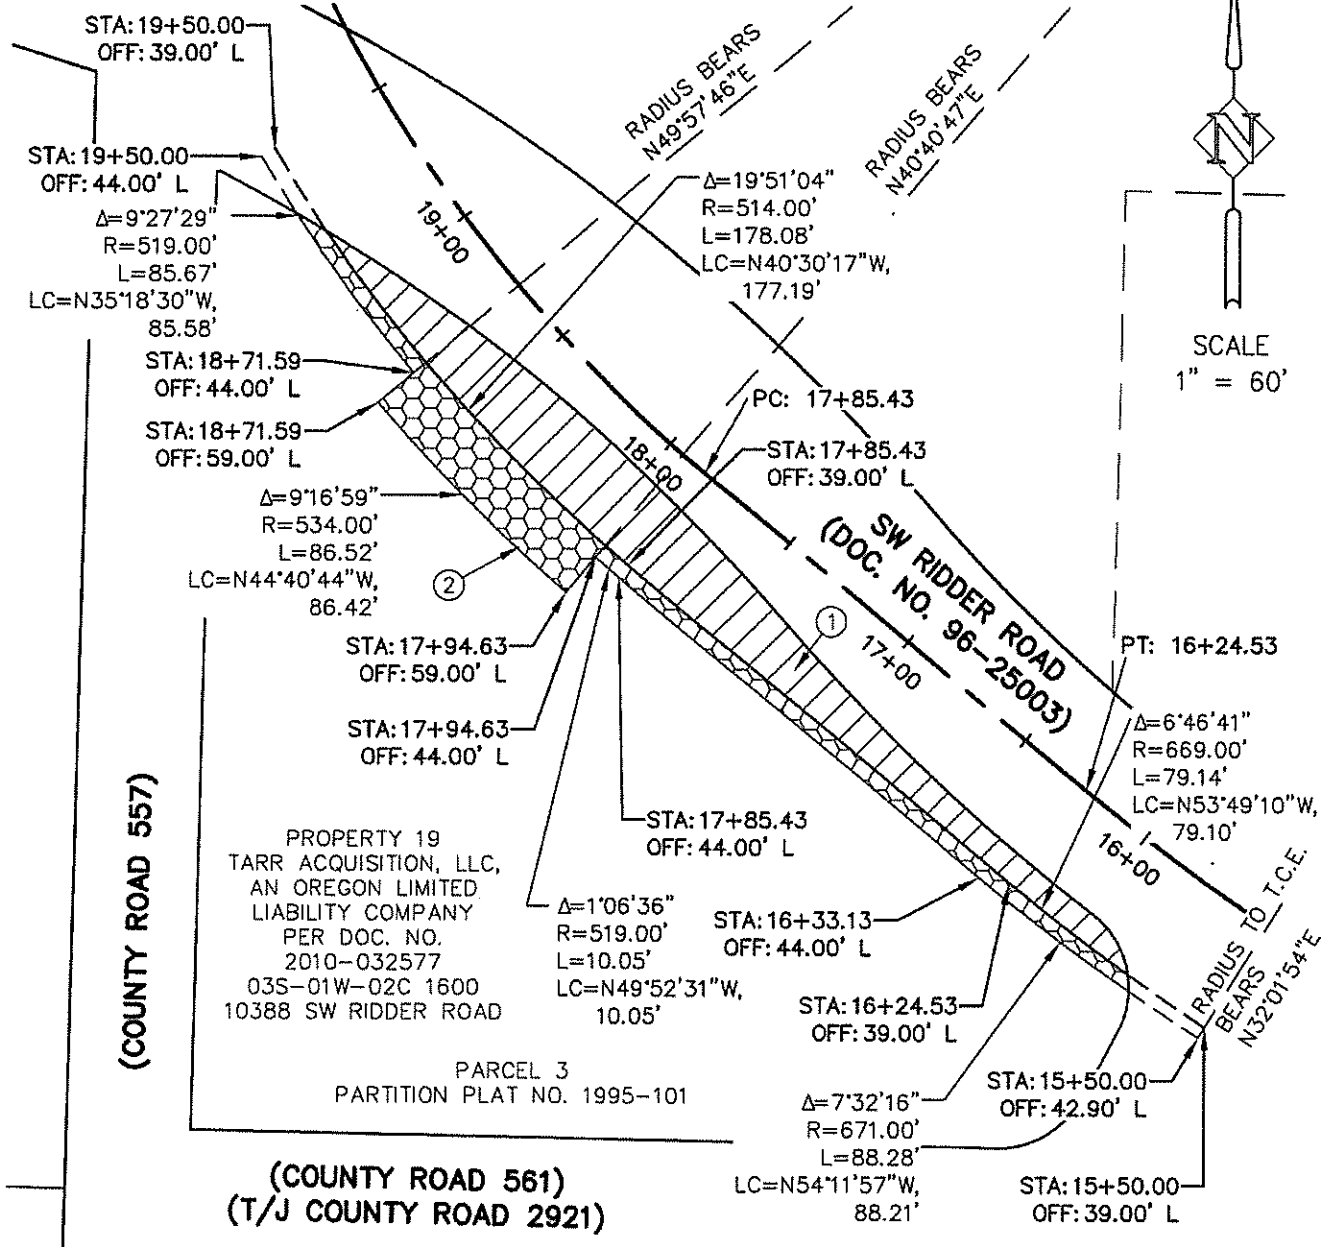 STA: 19+50.00
OFF: 39.00' L
RADIUS BEARS
N49°57'46"E
RADIUS BEARS
N40°40'47"E
N
SCALE
1" = 60'
STA: 19+50.00
OFF: 44.00' L
Δ=9°27'29"
R=519.00'
L=85.67'
LC=N35°18'30"W,
85.58'
19+00
Δ=19°51'04"
R=514.00'
L=178.08'
LC=N40°30'17"W,
177.19'
STA: 18+71.59
OFF: 44.00' L
STA: 18+71.59
OFF: 59.00' L
PC: 17+85.43
STA: 17+85.43
OFF: 39.00' L
18+00
Δ=9°16'59"
R=534.00'
L=86.52'
LC=N44°40'44"W,
86.42'
2
SW RIDDER ROAD
(DOC. NO. 96-25003)
1
17+00
PT: 16+24.53
STA: 17+94.63
OFF: 59.00' L
STA: 17+94.63
OFF: 44.00' L
Δ=6°46'41"
R=669.00'
L=79.14'
LC=N53°49'10"W,
79.10'
16+00
(COUNTY ROAD 557)
PROPERTY 19
TARR ACQUISITION, LLC,
AN OREGON LIMITED
LIABILITY COMPANY
PER DOC. NO.
2010-032577
03S-01W-02C 1600
10388 SW RIDDER ROAD
STA: 17+85.43
OFF: 44.00' L
Δ=1°06'36"
R=519.00'
L=10.05'
LC=N49°52'31"W,
10.05'
STA: 16+33.13
OFF: 44.00' L
STA: 16+24.53
OFF: 39.00' L
RADIUS TO T.C.E.
BEARS
N32°01'54"E
PARCEL 3
PARTITION PLAT NO. 1995-101
STA: 15+50.00
OFF: 42.90' L
Δ=7°32'16"
R=671.00'
L=88.28'
LC=N54°11'57"W,
88.21'
STA: 15+50.00
OFF: 39.00' L
(COUNTY ROAD 561)
(T/J COUNTY ROAD 2921)